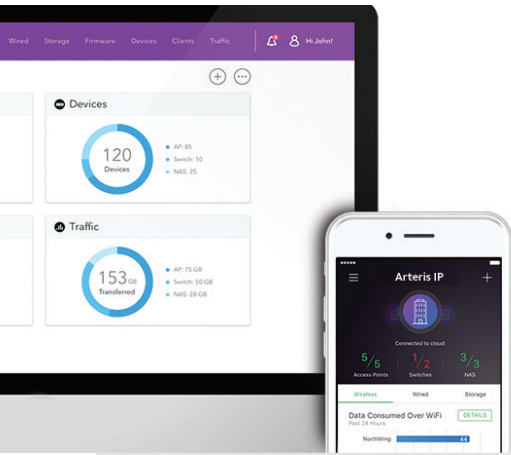 Wired Storage Firmware Devices Clients Traffic Hi John!
Devices
120
Devices
AP: 85
Switch: 10
NAS: 25
Traffic
153 GB
Transferred
AP: 75 GB
Switch: 50 GB
NAS: 28 GB
Arteris IP
Connected to cloud:
5/5 1/2 3/3
Access Points Switches NAS
Wireless Wired Storage
Data Consumed Over WiFi DETAILS
Past 24 Hours
NorthWing 44